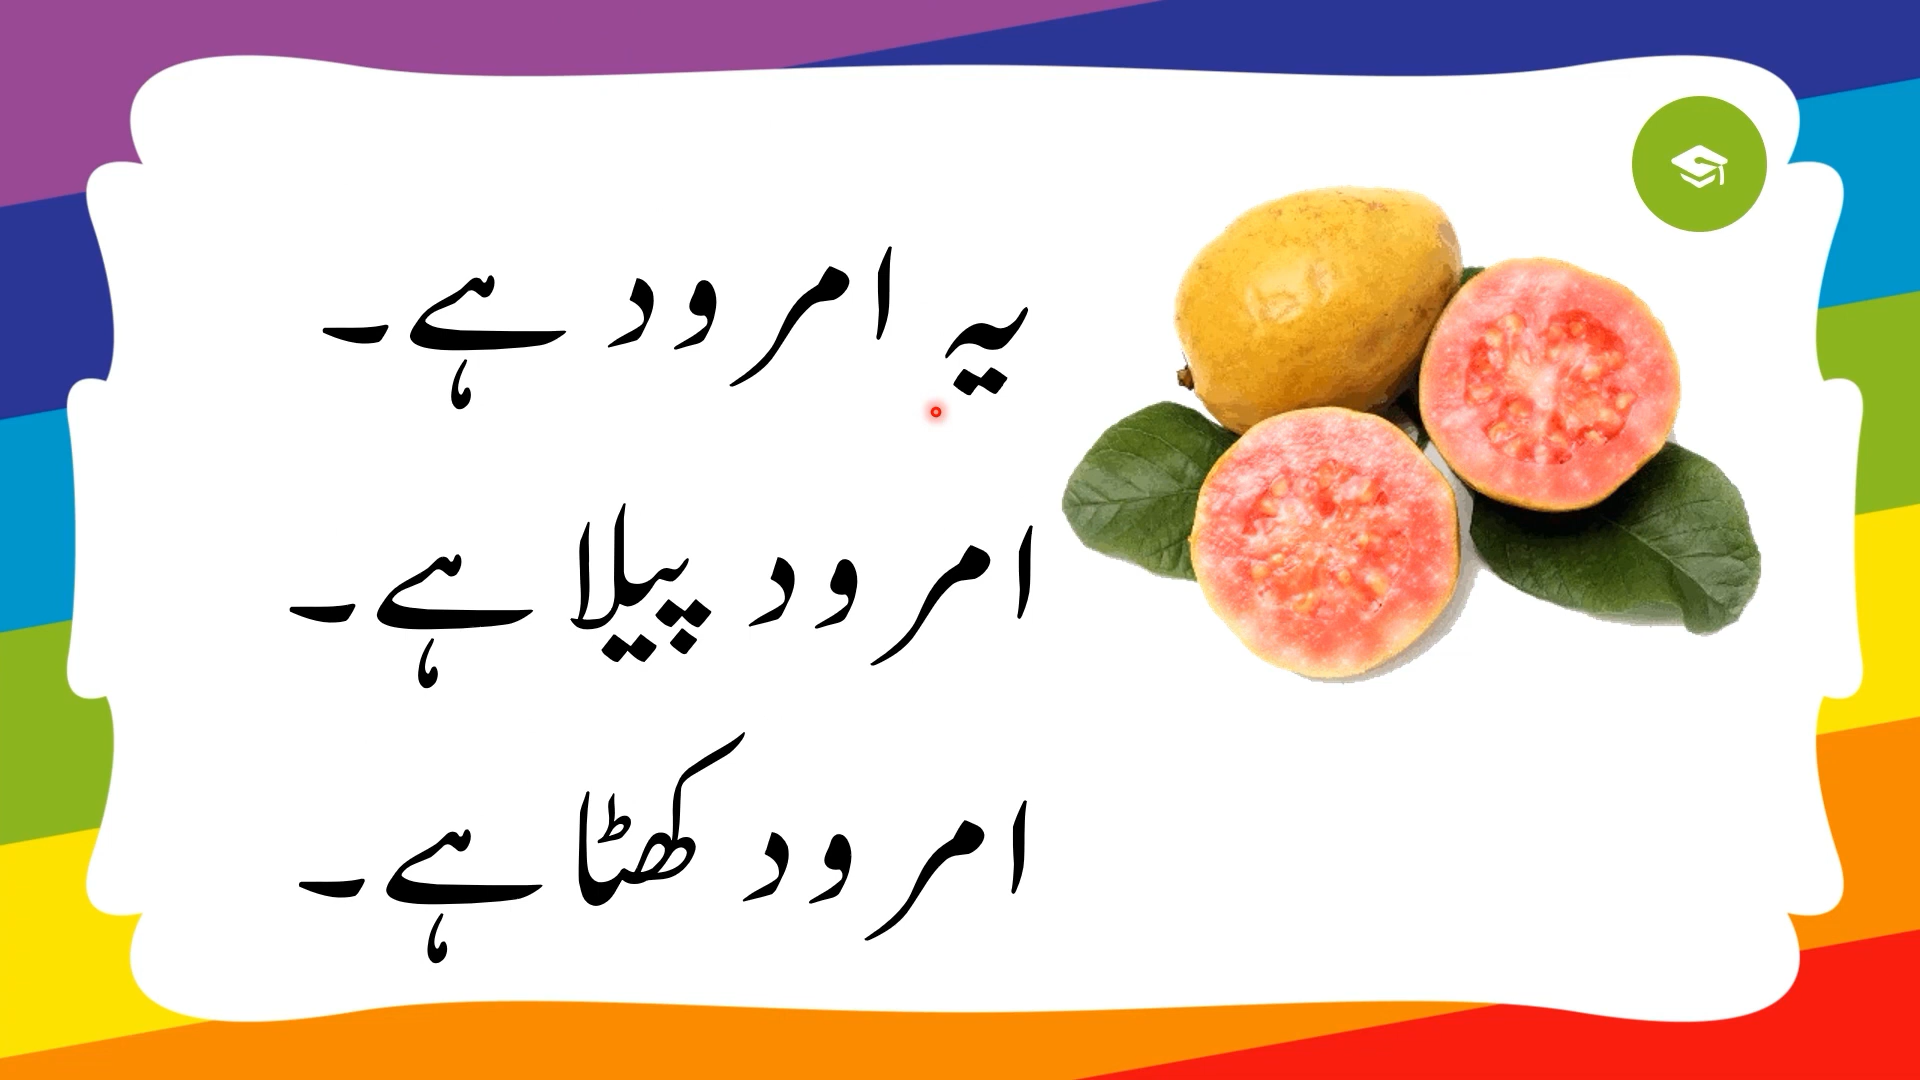 یہ امرود ہے۔
امرود پیلا ہے۔
امرود کھٹا ہے۔